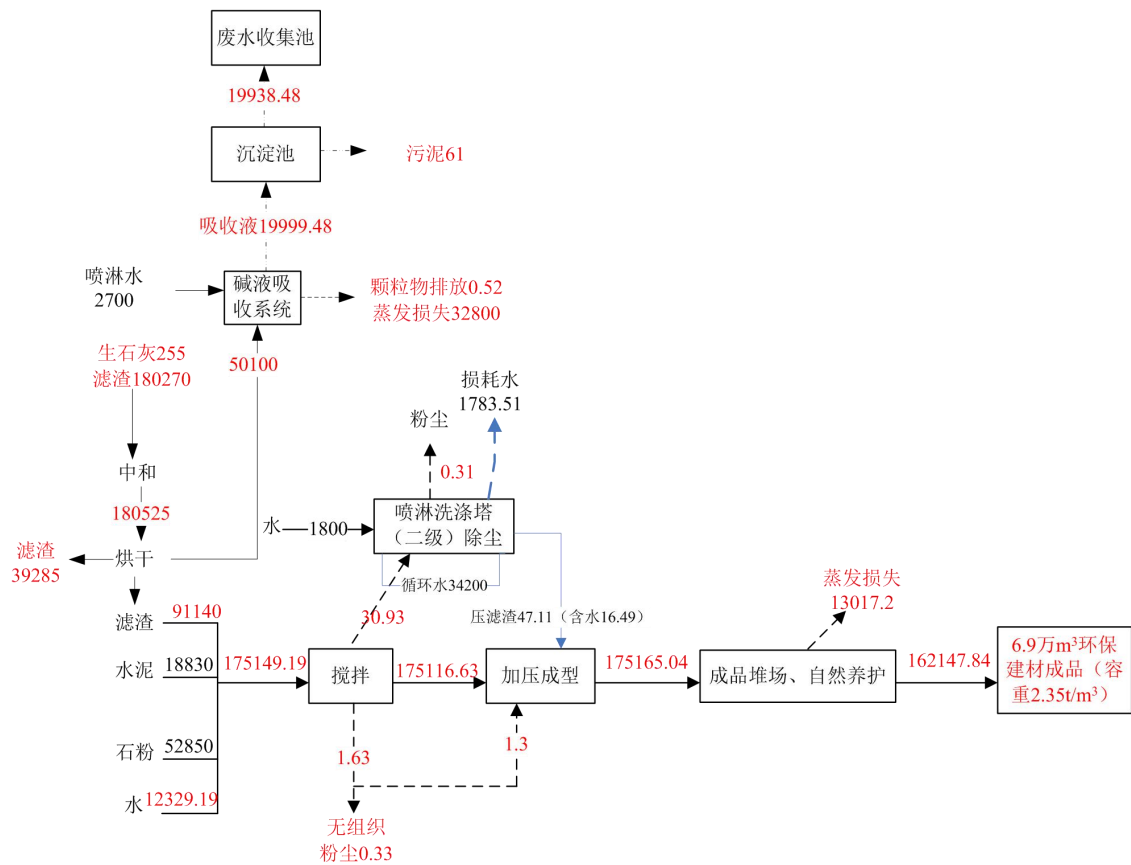 废水收集池
19938.48
沉淀池
污泥61
吸收液19999.48
喷淋水
2700
碱液吸
收系统
颗粒物排放0.52
蒸发损失32800
生石灰255
滤渣180270
50100
损耗水
1783.51
粉尘
0.31
中和
180525
水
1800
喷淋洗涤塔
（二级）除尘
滤渣
39285
烘干
循环水34200
蒸发损失
13017.2
滤渣
91140
30.93
压滤渣47.11（含水16.49）
水泥
18830
175149.19
搅拌
175116.63
加压成型
175165.04
成品堆场、自然养护
162147.84
6.9万m³环保
建材成品（容
重2.35t/m³）
石粉
52850
1.63
1.3
水
12329.19
无组织
粉尘0.33